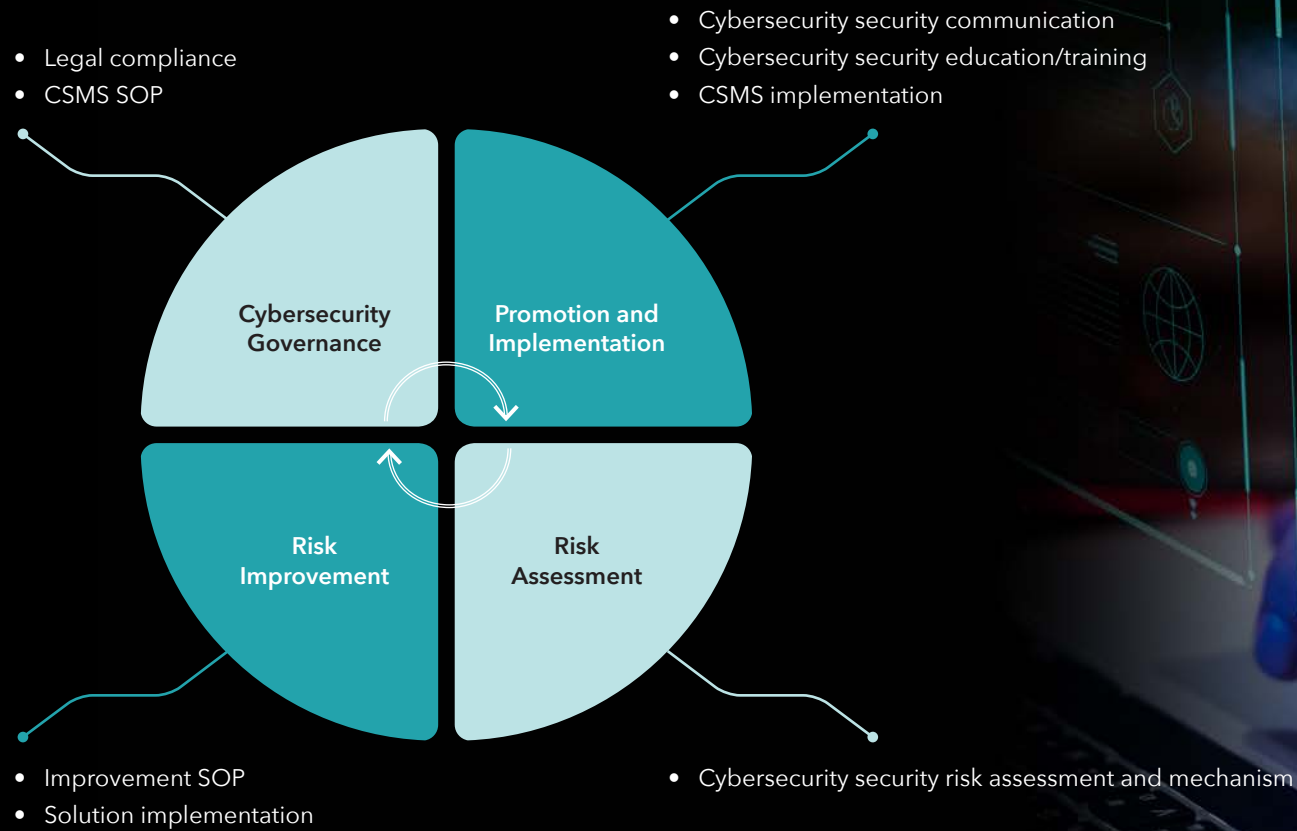 • Legal compliance
• CSMS SOP
• Cybersecurity security communication
• Cybersecurity security education/training
• CSMS implementation
Cybersecurity
Governance
Promotion and
Implementation
Risk
Improvement
Risk
Assessment
• Improvement SOP
• Solution implementation
• Cybersecurity security risk assessment and mechanism